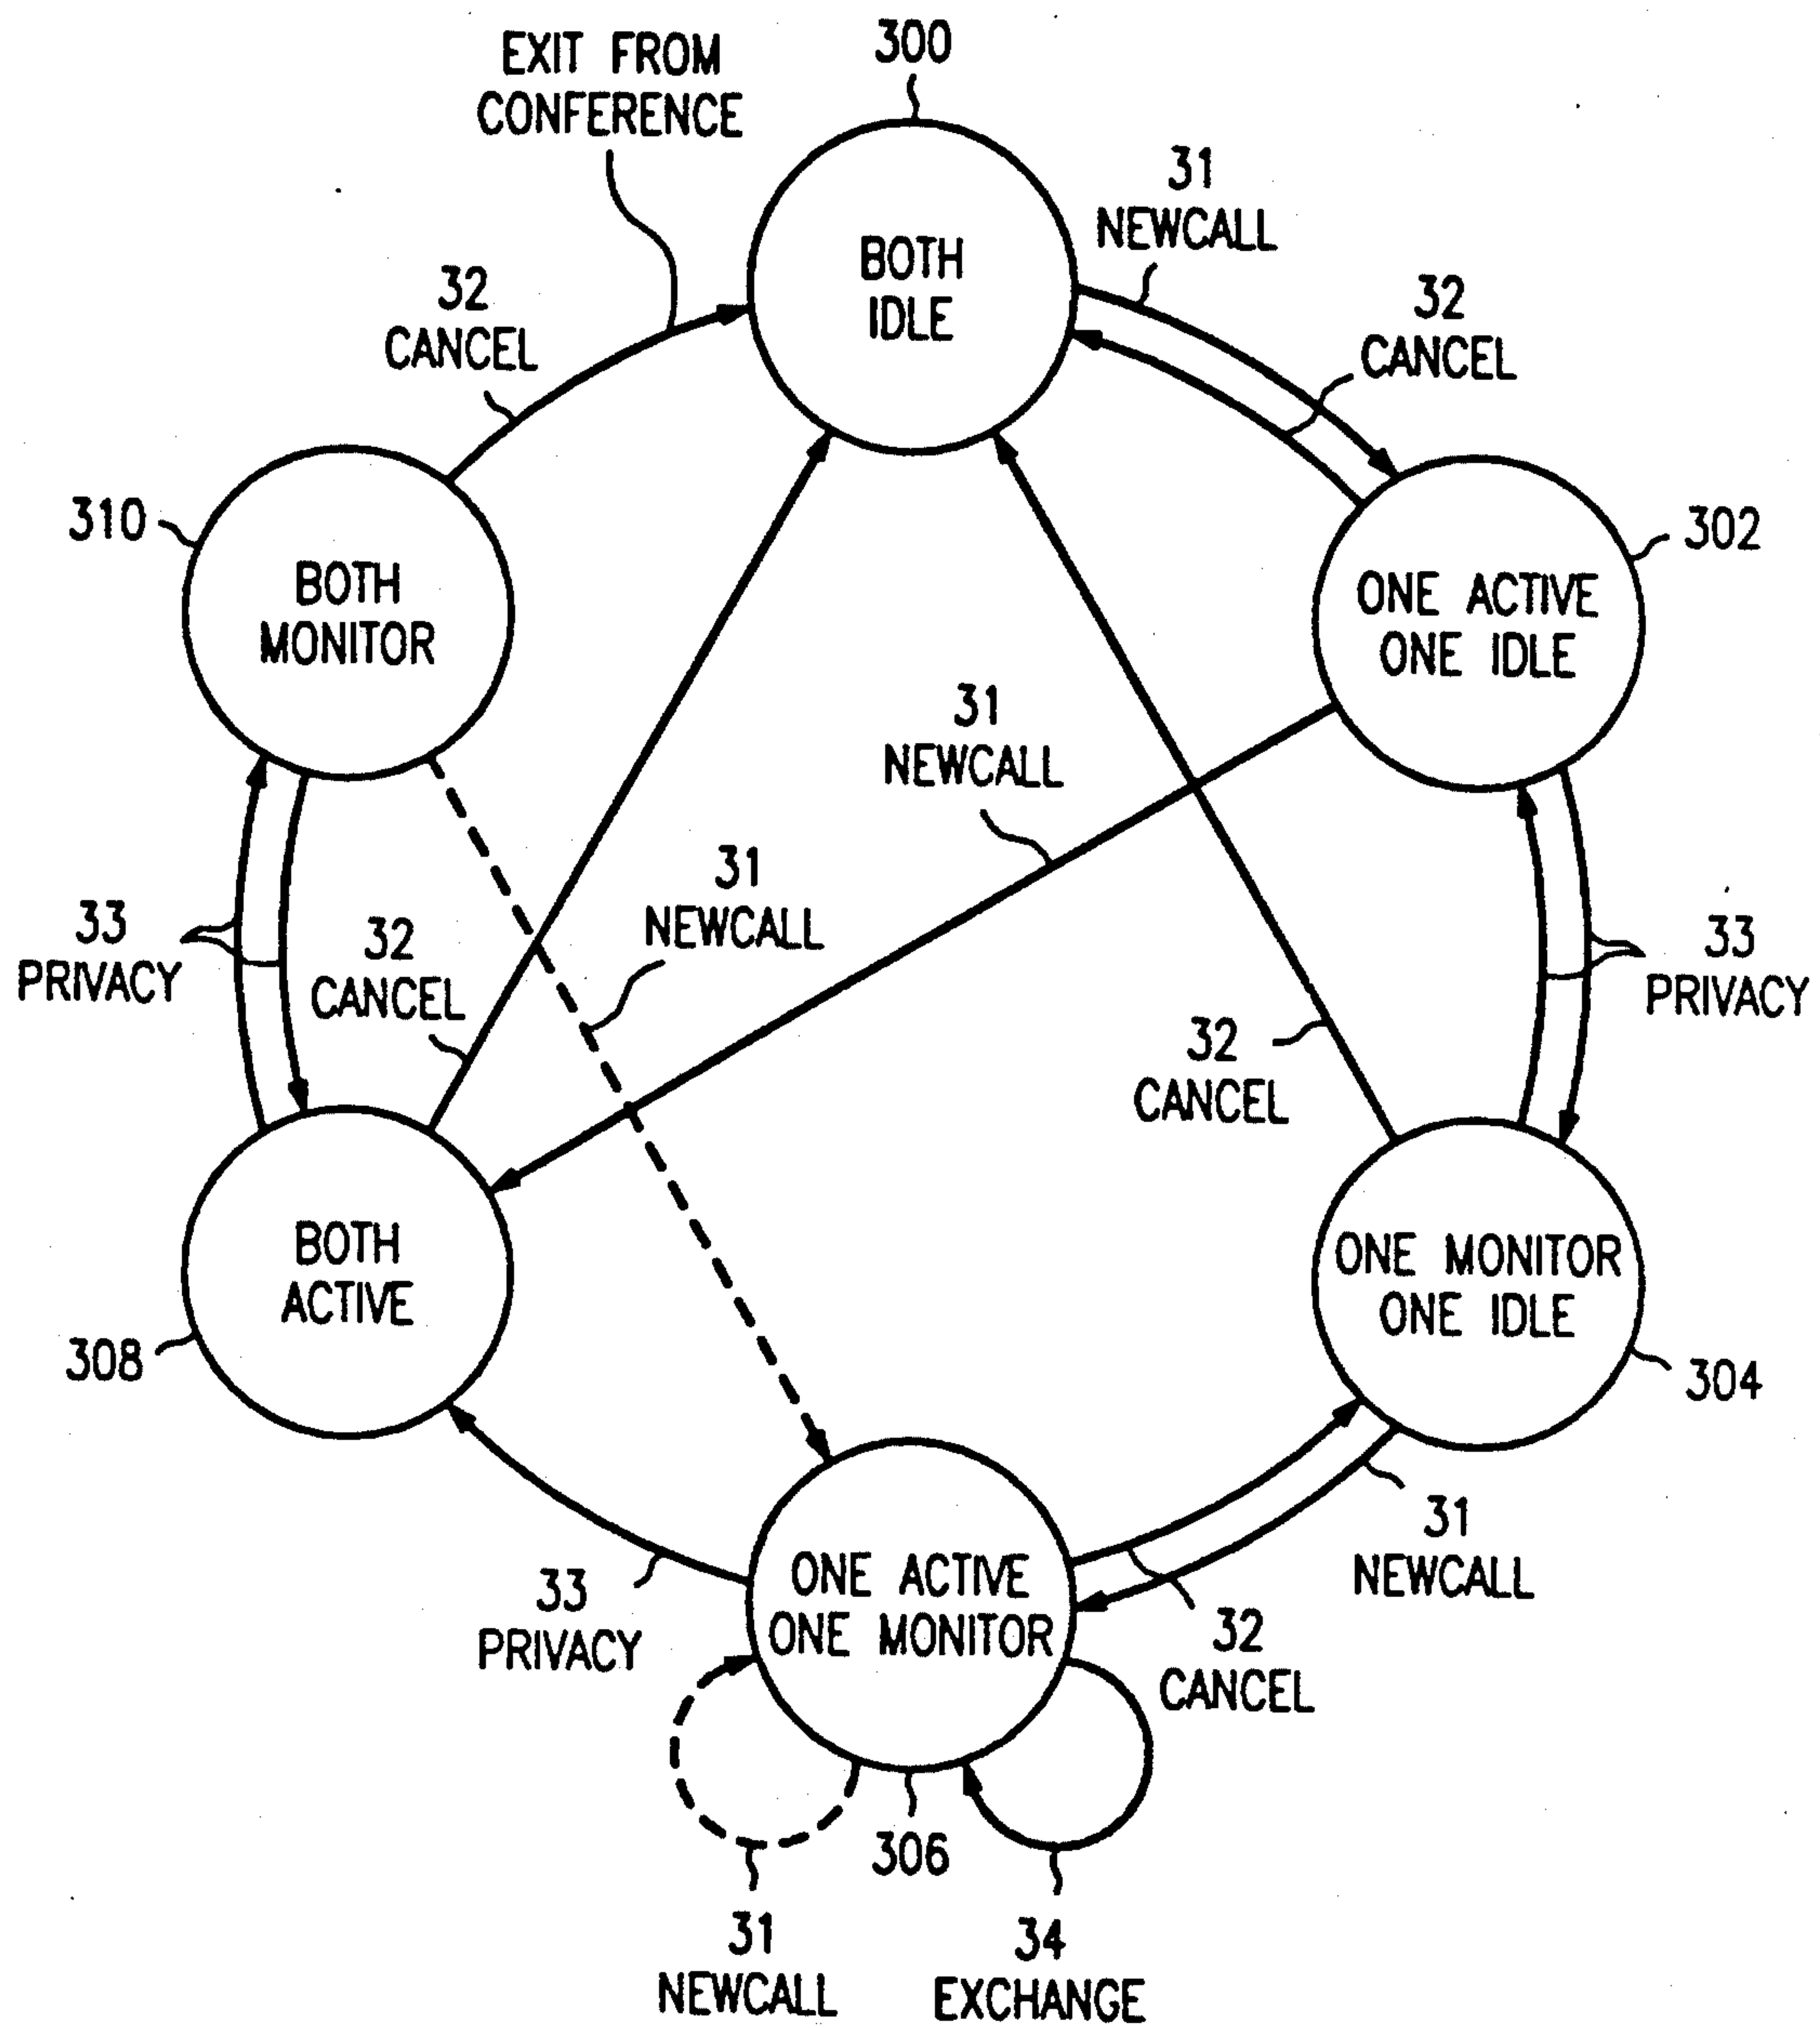 EXIT FROM
CONFERENCE
300
31
NEWCALL
BOTH
IDLE
32
CANCEL
32
CANCEL
310
302
BOTH
MONITOR
ONE ACTIVE
ONE IDLE
31
NEWCALL
31
NEWCALL
33
PRIVACY
32
CANCEL
33
PRIVACY
32
CANCEL
BOTH
ACTIVE
ONE MONITOR
ONE IDLE
308
304
31
NEWCALL
ONE ACTIVE
ONE MONITOR
33
PRIVACY
32
CANCEL
306
31
NEWCALL
34
EXCHANGE